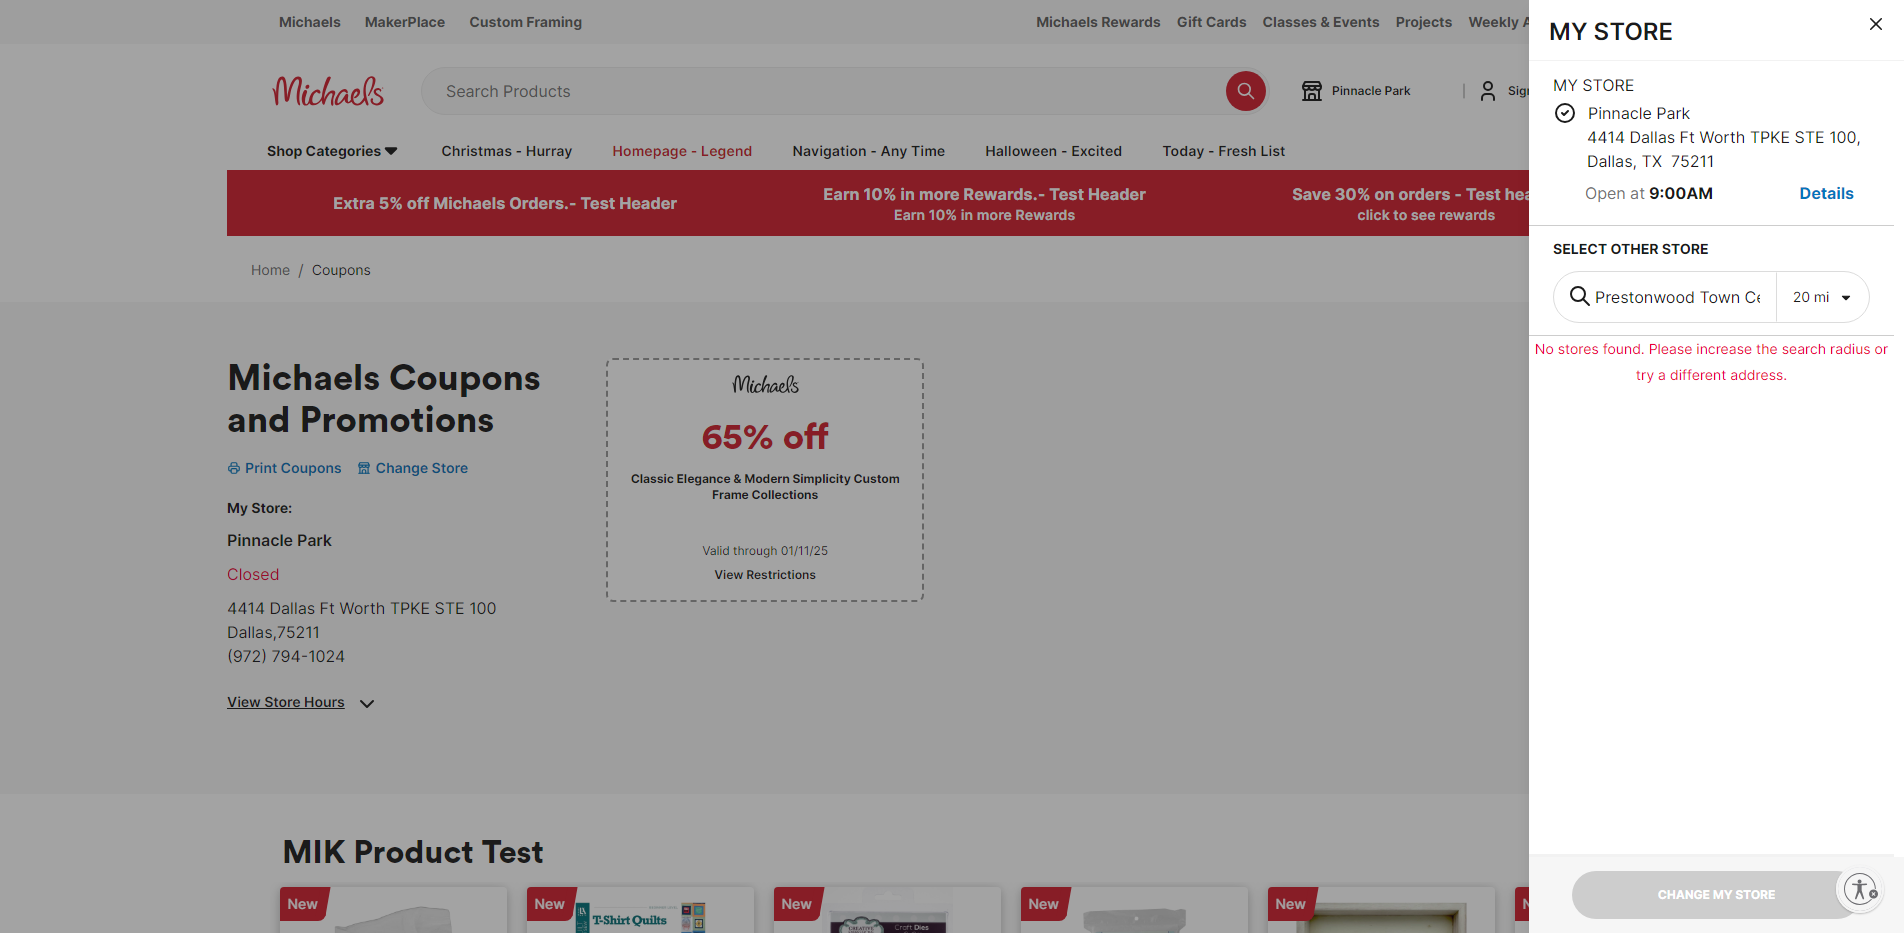 Michaels MakerPlace Custom Framing
Michaels Rewards Gift Cards Classes & Events Projects Weekly
Michaels
Search Products
Pinnacle Park
Shop Categories Christmas - Hurray Homepage - Legend Navigation - Any Time Halloween - Excited Today - Fresh List
Extra 5% off Michaels Orders.- Test Header
Earn 10% in more Rewards.- Test Header
Earn 10% in more Rewards
Save 30% on orders - Test
click to see rewards
Home / Coupons
Michaels Coupons
and Promotions
Print Coupons Change Store
My Store:
Pinnacle Park
Closed
4414 Dallas Ft Worth TPKE STE 100
Dallas,75211
(972) 794-1024
View Store Hours
Michaels
65% off
Classic Elegance & Modern Simplicity Custom
Frame Collections
Valid through 01/11/25
View Restrictions
MIK Product Test
New
New
T-Shirt Quilts
New
Craft Dies
New
New
MY STORE
MY STORE
Pinnacle Park
4414 Dallas Ft Worth TPKE STE 100,
Dallas, TX 75211
Open at 9:00AM Details
SELECT OTHER STORE
Prestonwood Town 20 mi
No stores found. Please increase the search radius or
try a different address.
CHANGE MY STORE